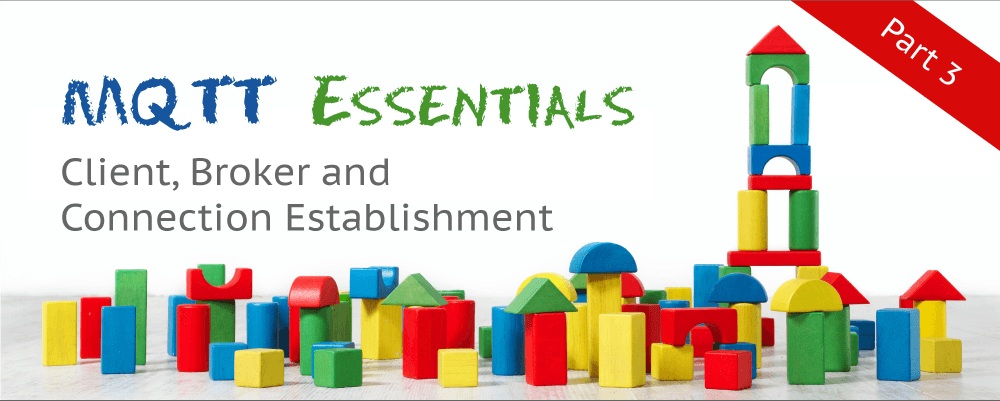 Part 3
MQTT ESSENTIALS
Client, Broker and
Connection Establishment